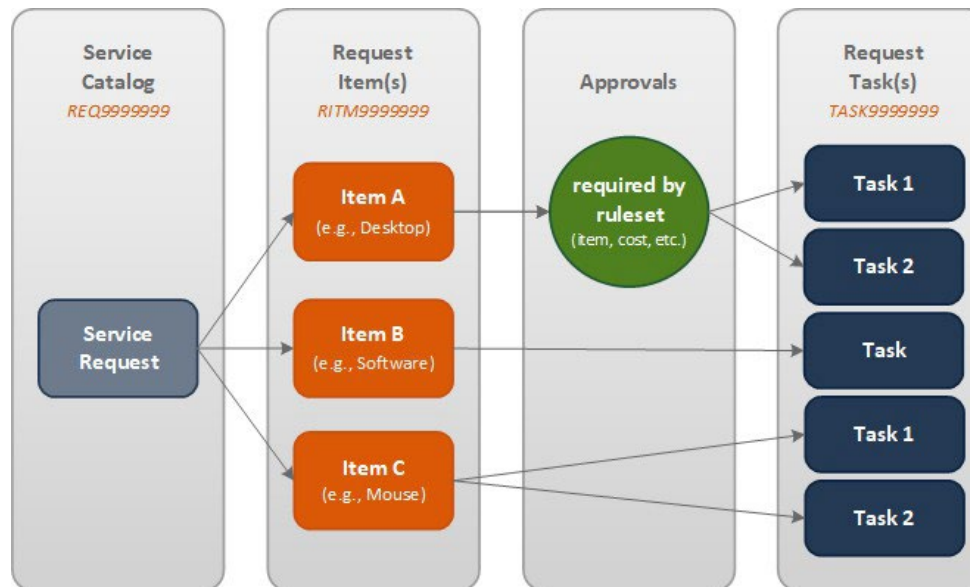 Service
Catalog
REQ9999999
Request
Item(s)
RITM9999999
Approvals
Request
Task(s)
TASK9999999
Service
Request
Item A
(e.g., Desktop)
Item B
(e.g., Software)
Item C
(e.g., Mouse)
required by
ruleset
(item, cost, etc.)
Task 1
Task 2
Task
Task 1
Task 2